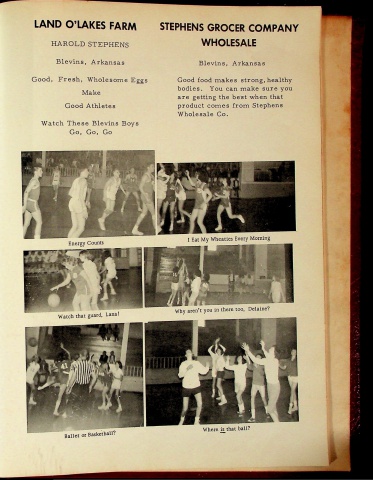 LAND O'LAKES FARM
HAROLD STEPHENS
Blevins, Arkansas
Good, Fresh, Wholesome Eggs
Make
Good Athletes
Watch These Blevins Boys
Go, Go, Go
STEPHENS GROCER COMPANY
WHOLESALE
Blevins, Arkansas
Good food makes strong, healthy
bodies. You can make sure you
are getting the best when that
product comes from Stephens
Wholesale Co.
Energy Counts
I Eat My Wheaties Every Morning
Watch that guard, Lana!
Why aren't you in there too, Delaine?
Ballet or Basketball?
Where is that ball?